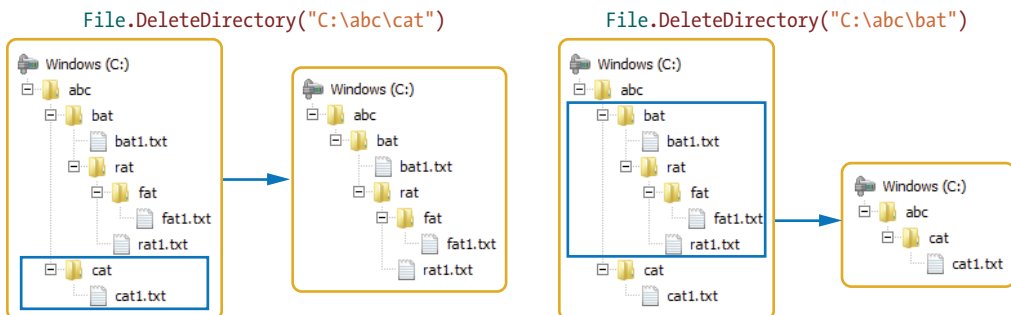 File.DeleteDirectory("C:\abc\cat")
Windows (C:)
abc
bat
bat1.txt
rat
fat
fat1.txt
rat1.txt
cat
cat1.txt
Windows (C:)
abc
bat
bat1.txt
rat
fat
fat1.txt
rat1.txt
File.DeleteDirectory("C:\abc\bat")
Windows (C:)
abc
bat
bat1.txt
rat
fat
fat1.txt
rat1.txt
cat
cat1.txt
Windows (C:)
abc
cat
cat1.txt